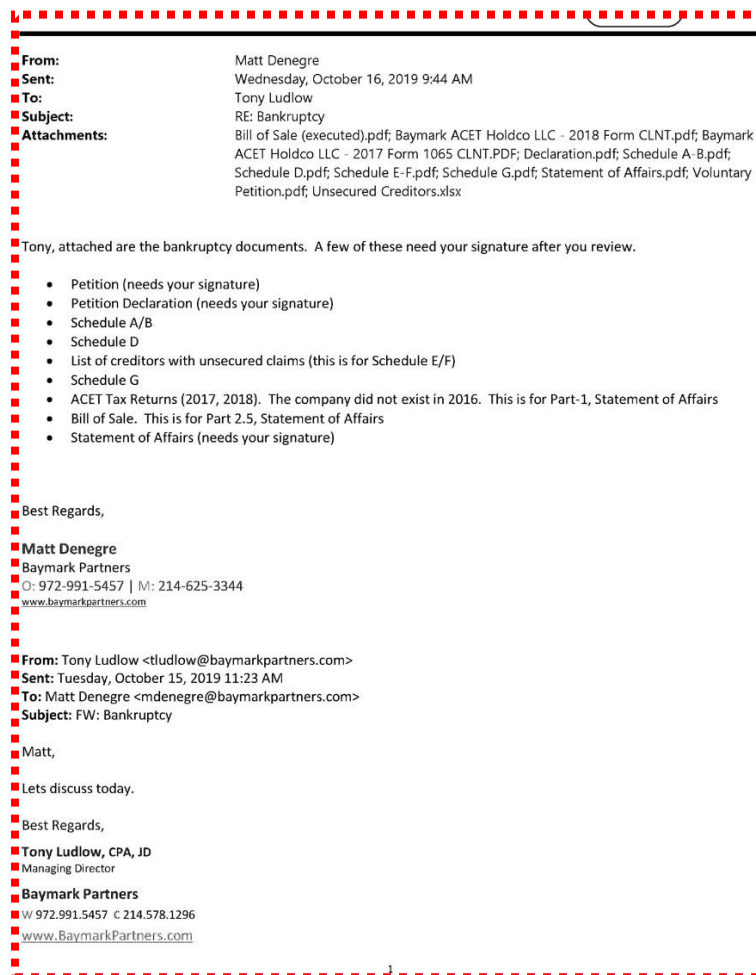 From: Matt Denegre
Sent: Wednesday, October 16, 2019 9:44 AM
To: Tony Ludlow
Subject: RE: Bankruptcy
Attachments: Bill of Sale (executed).pdf; Baymark ACET Holdco LLC - 2018 Form CLNT.pdf; Baymark
ACET Holdco LLC - 2017 Form 1065 CLNT.PDF; Declaration.pdf; Schedule A-B.pdf;
Schedule D.pdf; Schedule E-F.pdf; Schedule G.pdf; Statement of Affairs.pdf; Voluntary
Petition.pdf; Unsecured Creditors.xlsx
Tony, attached are the bankruptcy documents.  A few of these need your signature after you review.
• Petition (needs your signature)
• Petition Declaration (needs your signature)
• Schedule A/B
• Schedule D
• List of creditors with unsecured claims (this is for Schedule E/F)
• Schedule G
• ACET Tax Returns (2017, 2018).  The company did not exist in 2016.  This is for Part-1, Statement of Affairs
• Bill of Sale.  This is for Part 2.5, Statement of Affairs
• Statement of Affairs (needs your signature)
Best Regards,
Matt Denegre
Baymark Partners
O: 972-991-5457 | M: 214-625-3344
www.baymarkpartners.com
From: Tony Ludlow <tludlow@baymarkpartners.com>
Sent: Tuesday, October 15, 2019 11:23 AM
To: Matt Denegre <mdenegre@baymarkpartners.com>
Subject: FW: Bankruptcy
Matt,
Lets discuss today.
Best Regards,
Tony Ludlow, CPA, JD
Managing Director
Baymark Partners
W 972.991.5457  C 214.578.1296
www.BaymarkPartners.com
1